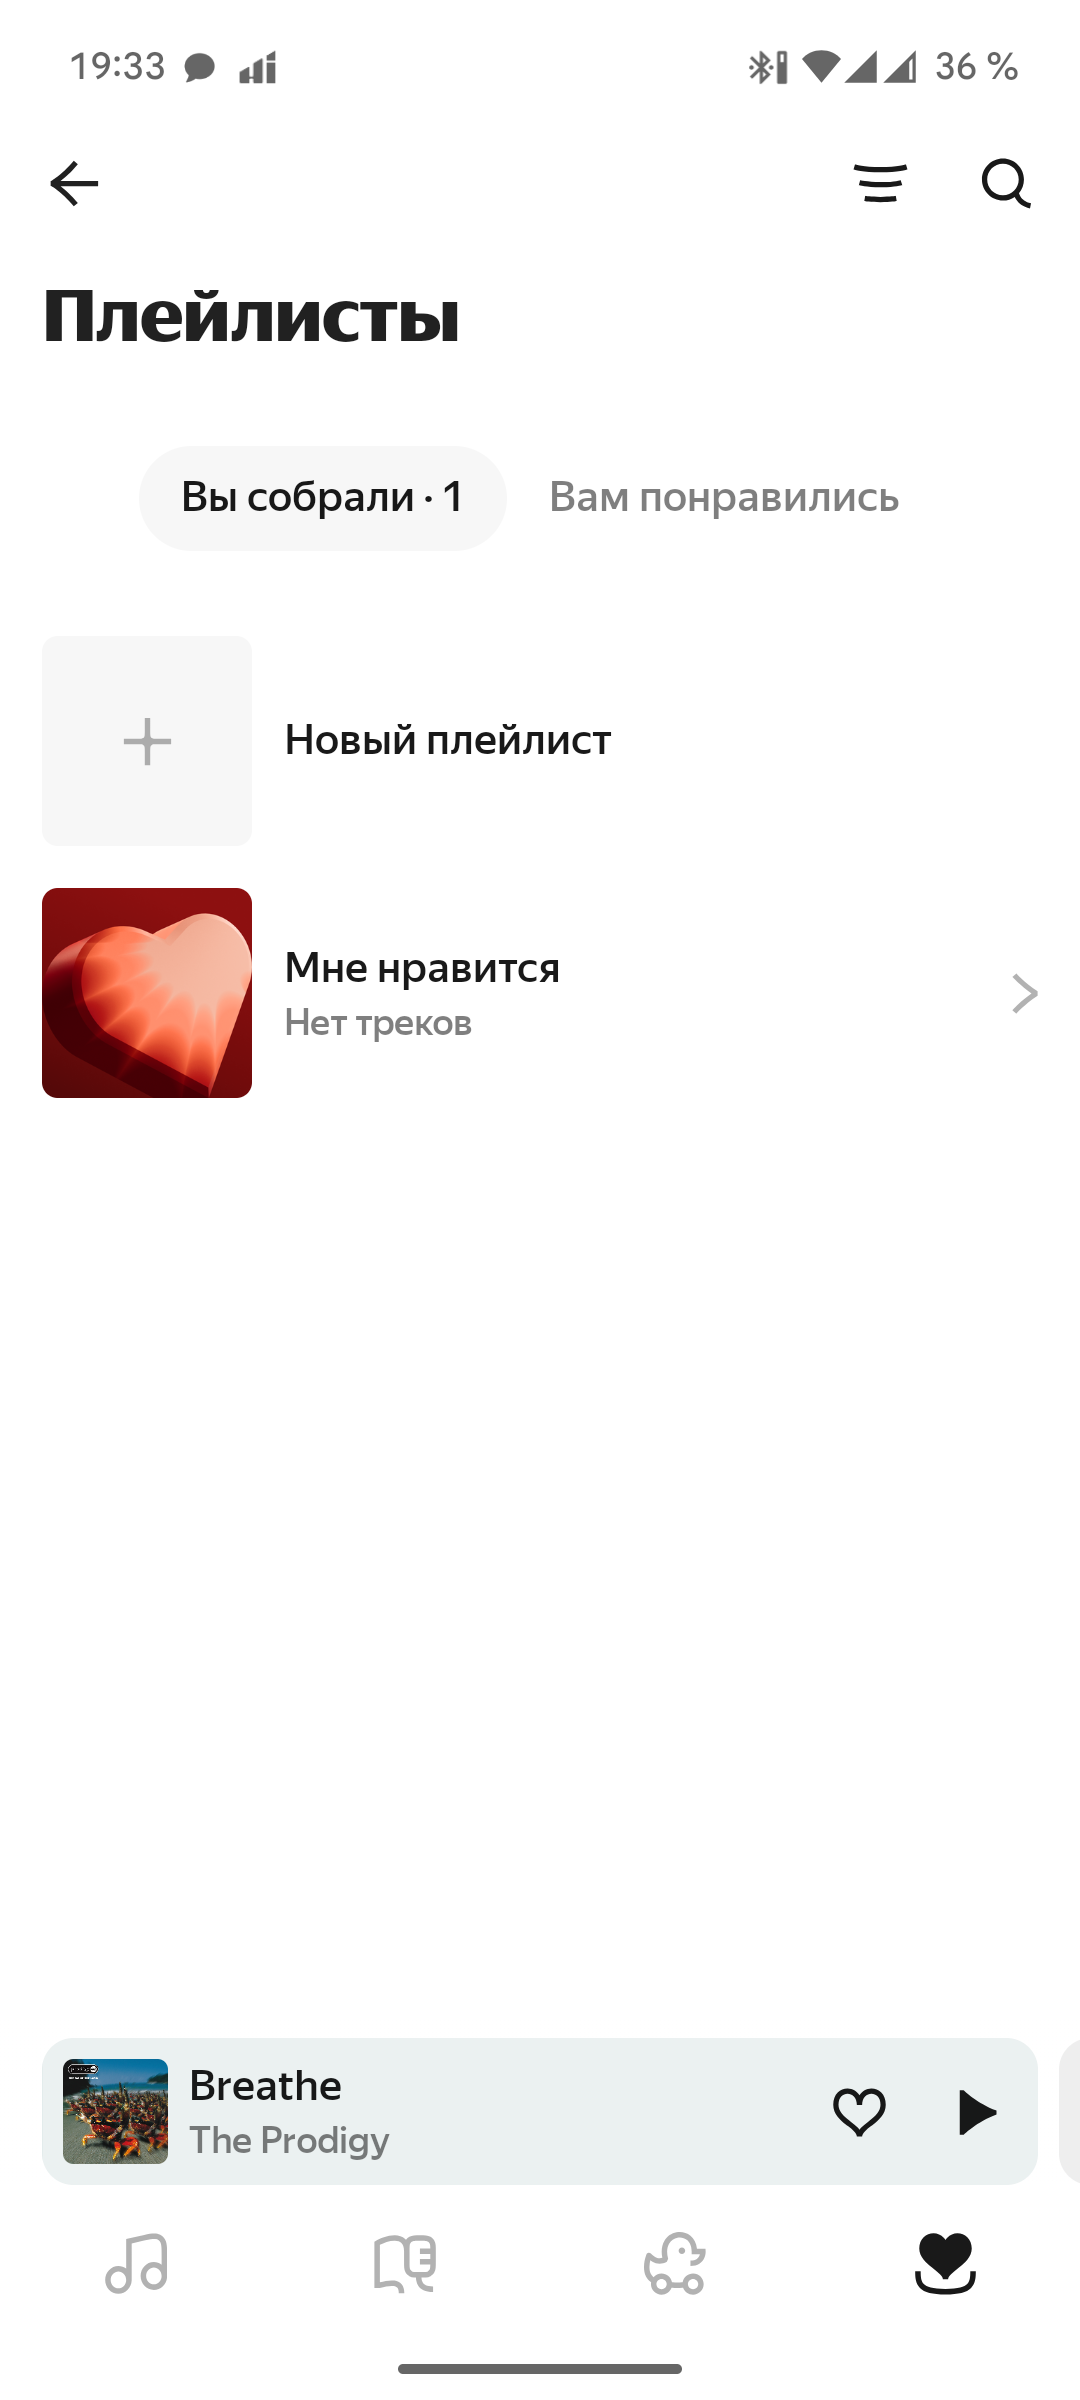 19:33
36 %
Плейлисты
Вы собрали · 1
Вам понравились
Новый плейлист
Мне нравится
Нет треков
Breathe
The Prodigy